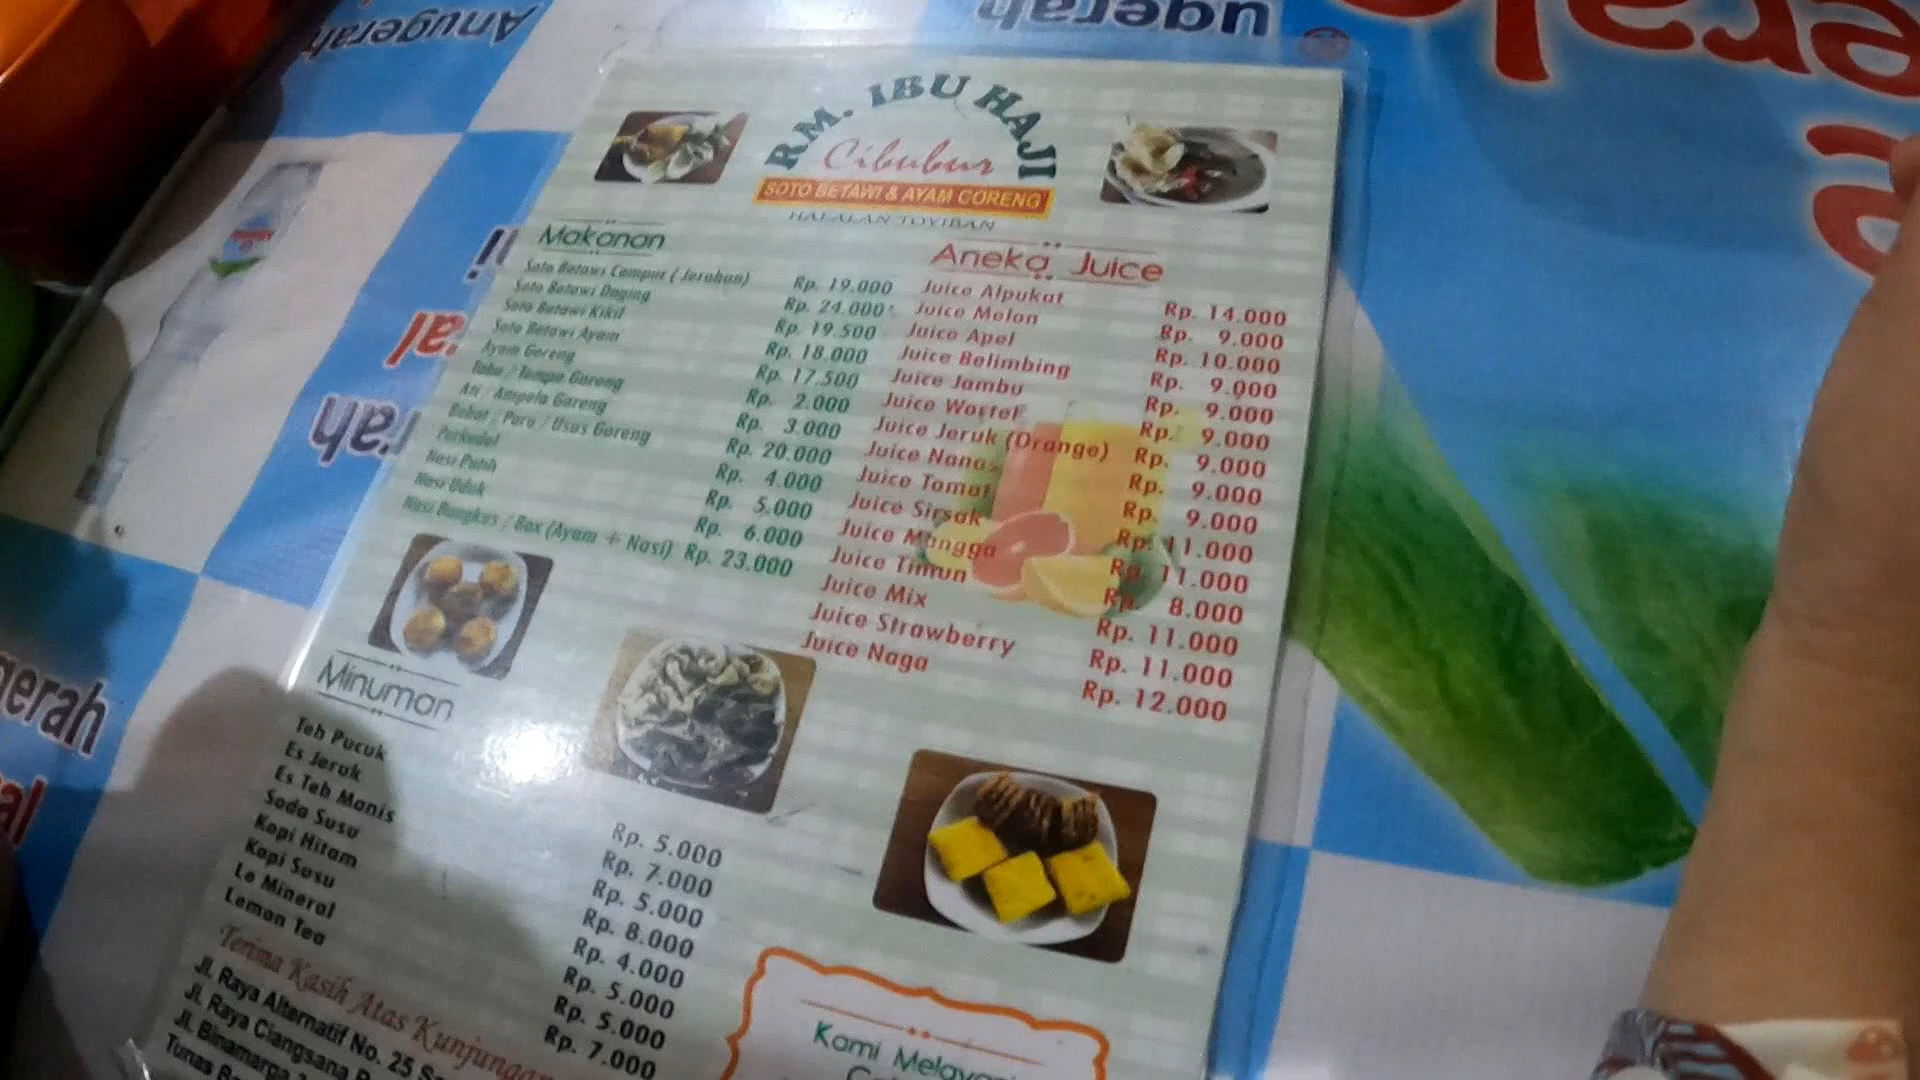 Anugerah
ugerah
RM. IBU HAJI
Cibubur
SOTO BETAWI & AYAM GORENG
HALALAN TOYIBAN
Makanan
Soto Betawi Campur ( Jerohan) Rp. 19.000
Soto Betawi Daging Rp. 24.000
Soto Betawi Kikil Rp. 19.500
Soto Betawi Ayam Rp. 18.000
Ayam Goreng Rp. 17.500
Tahu / Tempe Goreng Rp. 2.000
Ati / Ampela Goreng Rp. 3.000
Babat / Paru / Usus Goreng Rp. 20.000
Perkedel Rp. 4.000
Nasi Putih Rp. 5.000
Nasi Uduk Rp. 6.000
Nasi Bungkus / Box (Ayam + Nasi) Rp. 23.000
Aneka Juice
Juice Alpukat Rp. 14.000
Juice Melon Rp. 9.000
Juice Apel Rp. 10.000
Juice Belimbing Rp. 9.000
Juice Jambu Rp. 9.000
Juice Wortel Rp. 9.000
Juice Jeruk (Orange) Rp. 9.000
Juice Nanas Rp. 9.000
Juice Tomat Rp. 9.000
Juice Sirsak Rp. 11.000
Juice Mangga Rp. 11.000
Juice Timun Rp. 8.000
Juice Mix Rp. 11.000
Juice Strawberry Rp. 11.000
Juice Naga Rp. 12.000
Minuman
Teh Pucuk Rp. 5.000
Es Jeruk Rp. 7.000
Es Teh Manis Rp. 5.000
Soda Susu Rp. 8.000
Kopi Hitam Rp. 4.000
Kopi Susu Rp. 5.000
Le Mineral Rp. 5.000
Lemon Tea Rp. 7.000
Terima Kasih Atas Kunjungan
Jl. Raya Alternatif No. 25
Jl. Raya Ciangsana
Jl. Binamarga
Tunas
Kami Melayani
gerah
al